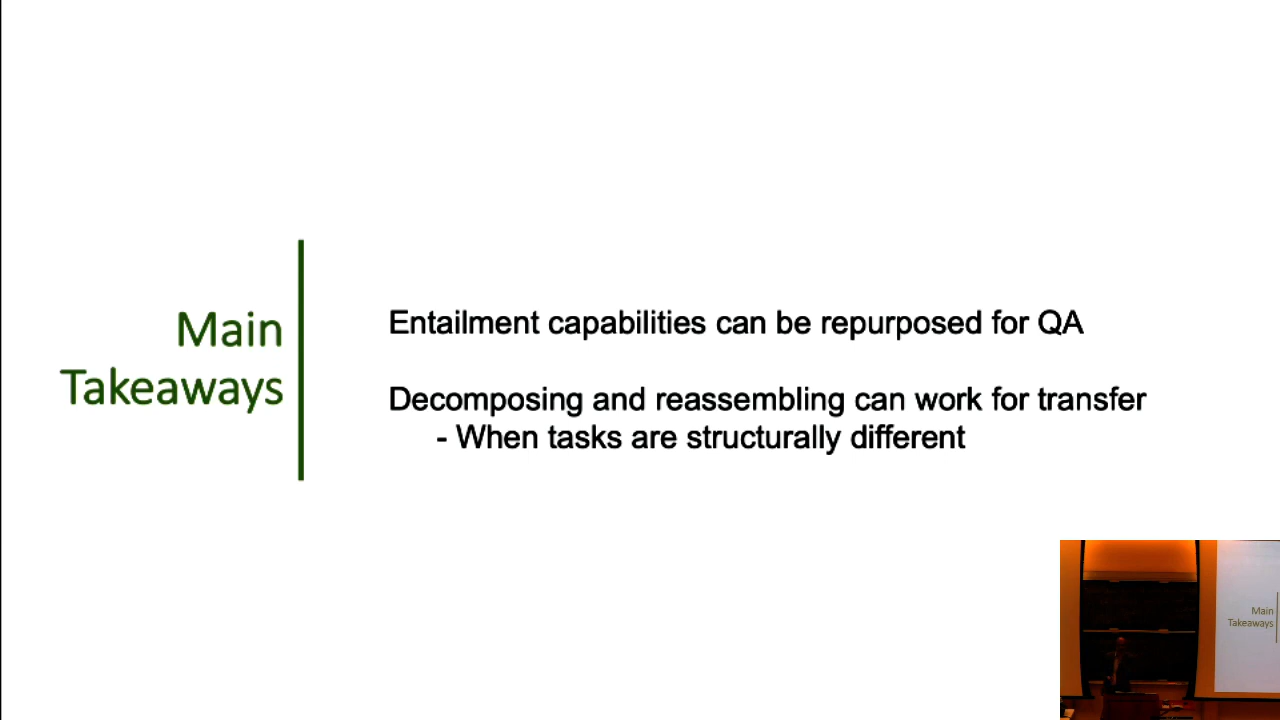 Main
Takeaways
Entailment capabilities can be repurposed for QA
Decomposing and reassembling can work for transfer
- When tasks are structurally different
Main
Takeaways